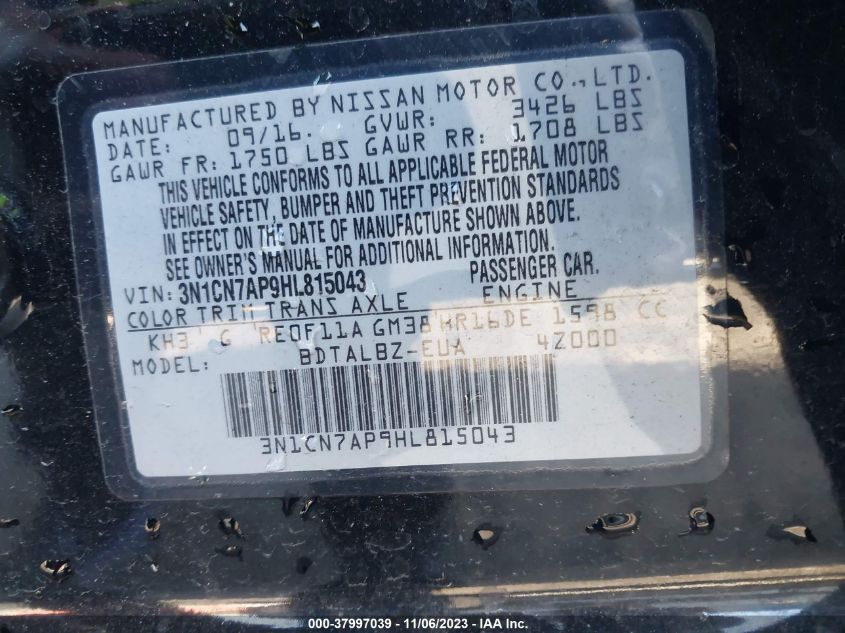 MANUFACTURED BY NISSAN MOTOR CO., LTD.
DATE: 09/16. GVWR: 3426 LBS
GAWR FR: 1750 LBS GAWR RR: 1708 LBS
THIS VEHICLE CONFORMS TO ALL APPLICABLE FEDERAL MOTOR
VEHICLE SAFETY, BUMPER AND THEFT PREVENTION STANDARDS
IN EFFECT ON THE DATE OF MANUFACTURE SHOWN ABOVE.
SEE OWNER'S MANUAL FOR ADDITIONAL INFORMATION.
VIN: 3N1CN7AP9HL815043 PASSENGER CAR.
COLOR TRIM TRANS AXLE ENGINE
KH3 G RE0F11A GM38 HR16DE 1598 CC
MODEL: BDTALBZ-EUA 4Z000
3N1CN7AP9HL815043
000-37997039 - 11/06/2023 - IAA Inc.